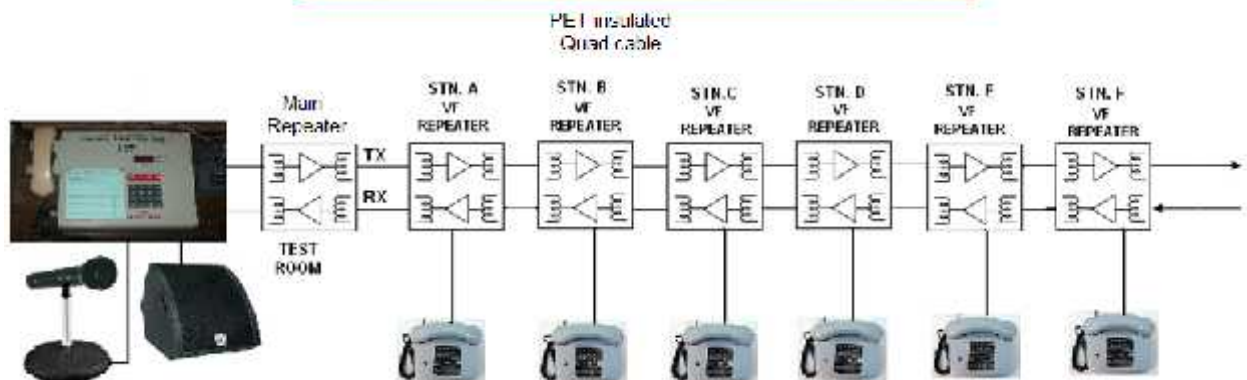 PET insulated
Quad cable
Main
Repeater
STN. A
VF
REPEATER
STN. B
VF
REPEATER
STN.C
VF
REPEATER
STN. D
VF
REPEATER
STN. E
VF
REPEATER
STN. F
VF
REPEATER
TX
RX
TEST
ROOM